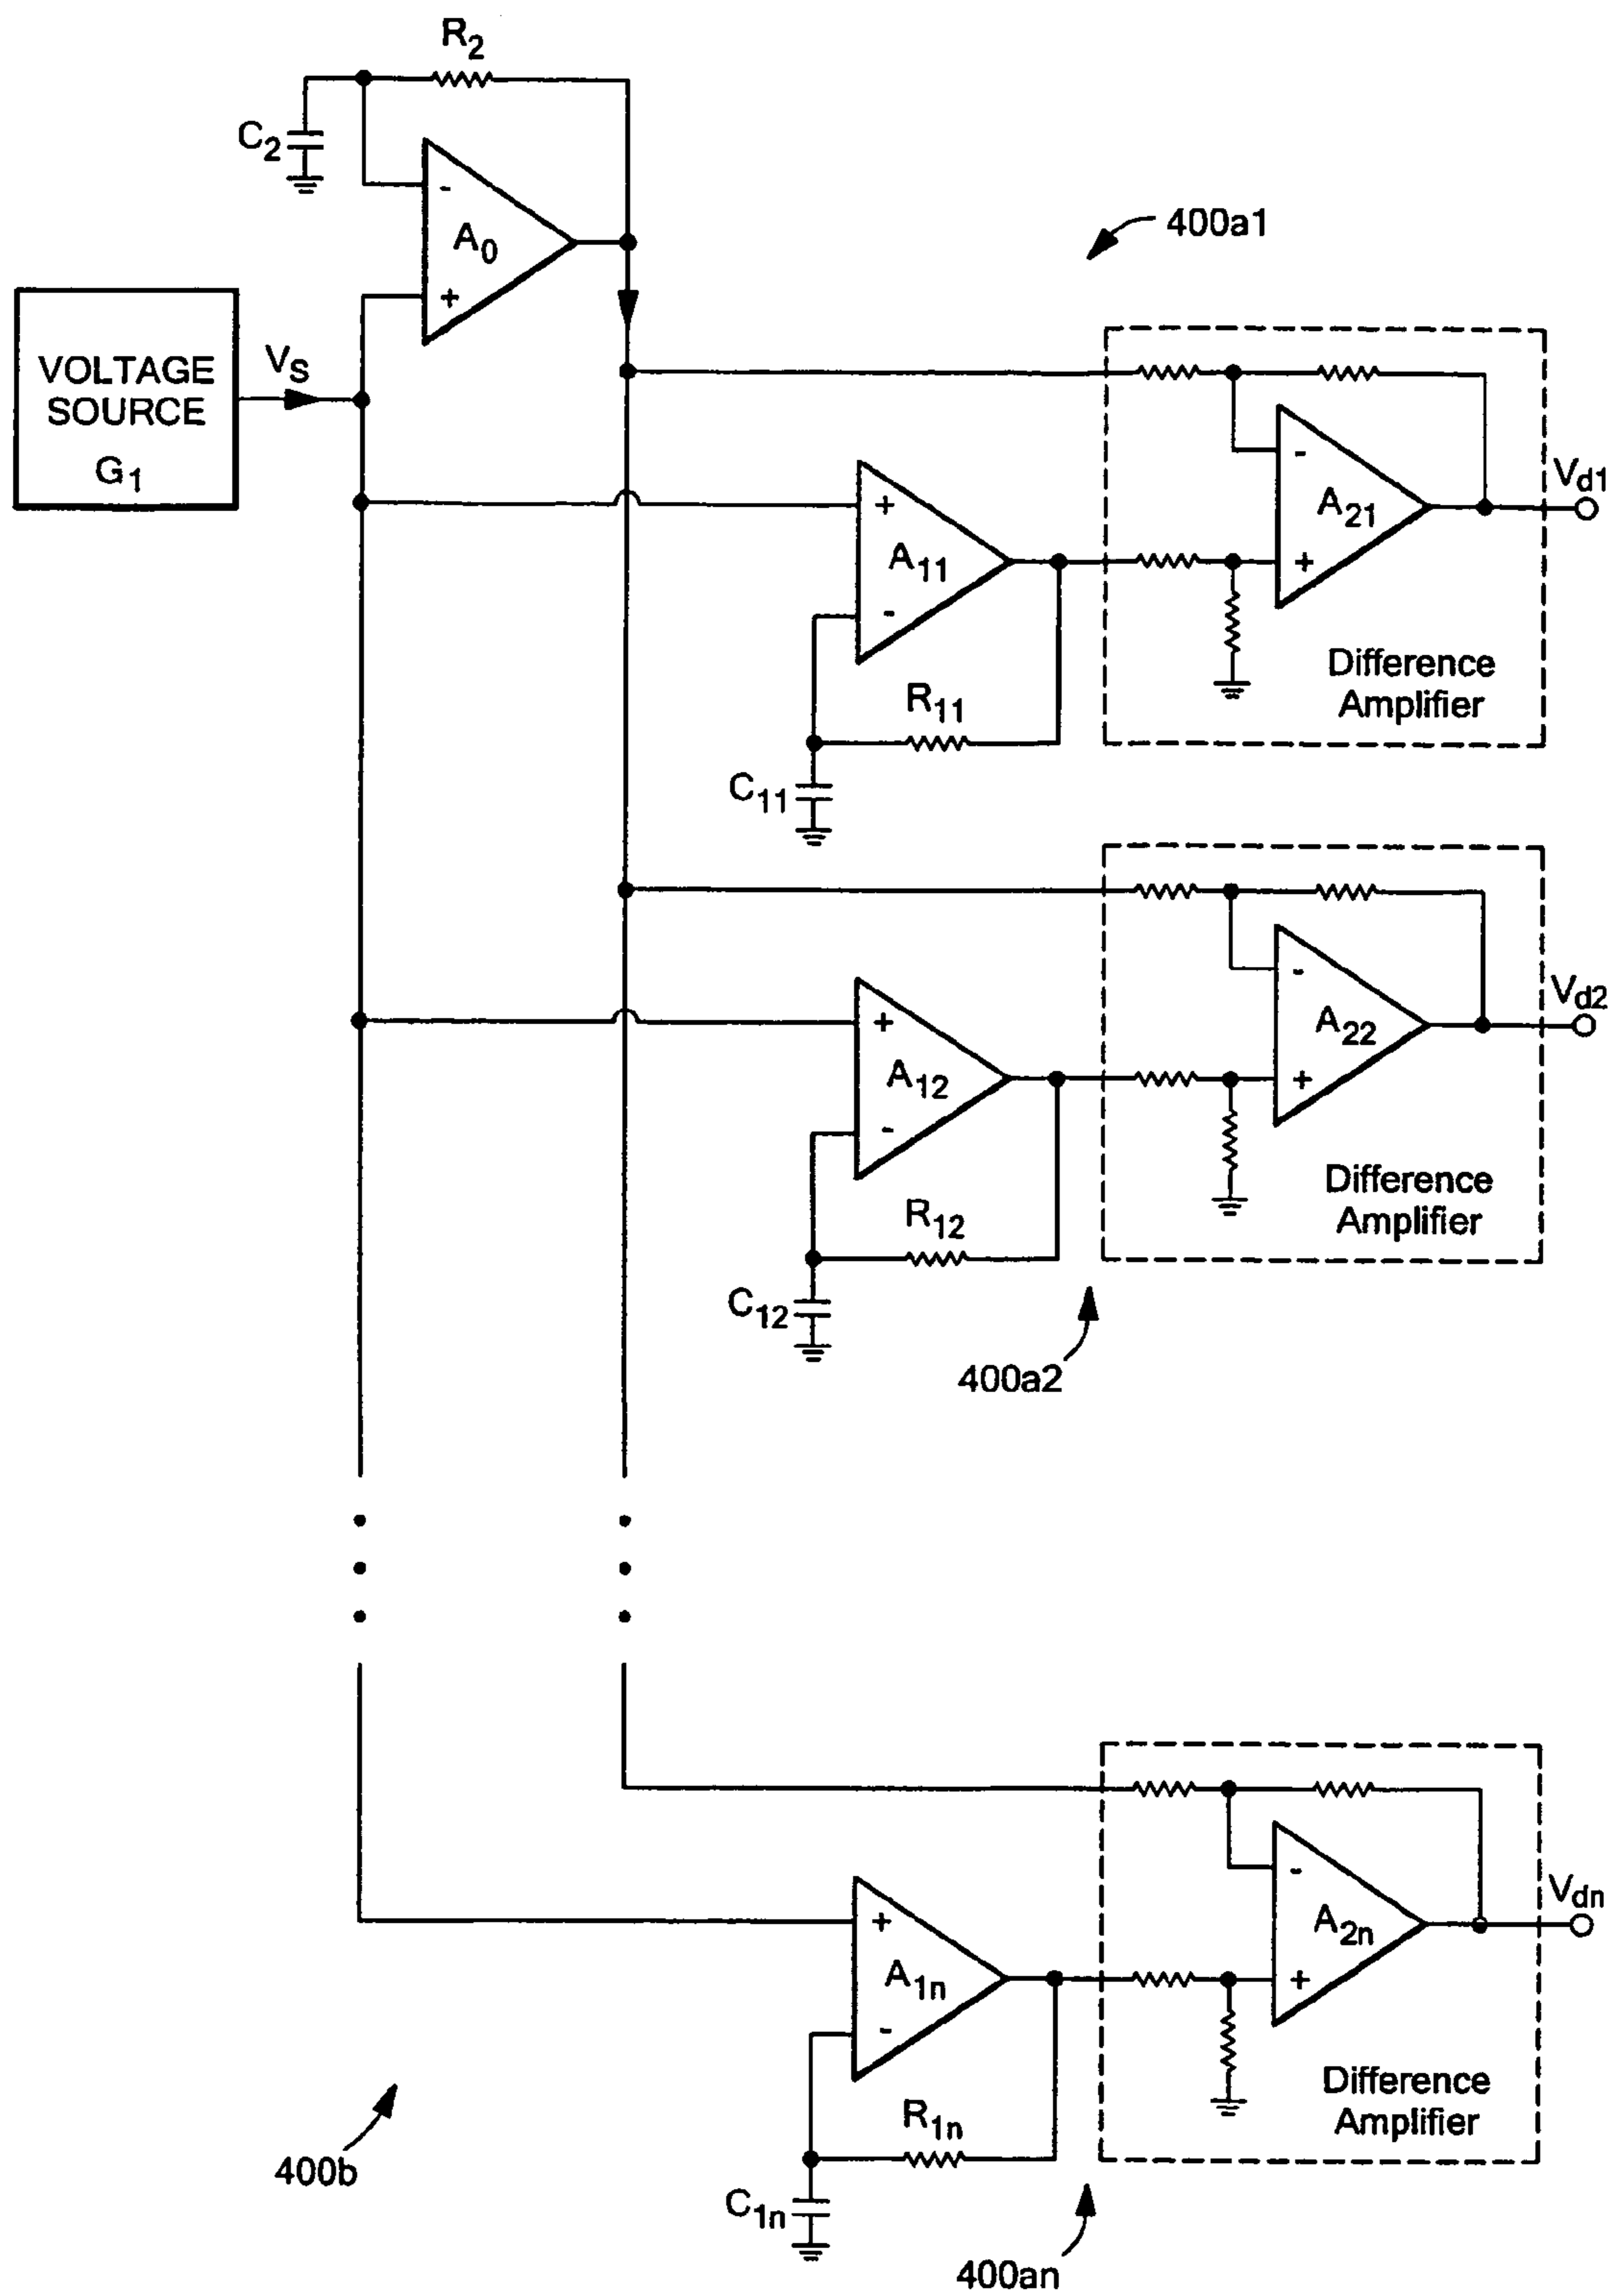 R2
C2
-
A0
+
400a1
VOLTAGE
SOURCE
G1
VS
-
A21
+
Vd1
+
A11
-
Difference
Amplifier
R11
C11
-
A22
+
Vd2
+
A12
-
Difference
Amplifier
R12
C12
400a2
-
A2n
+
Vdn
+
A1n
-
Difference
Amplifier
R1n
C1n
400b
400an